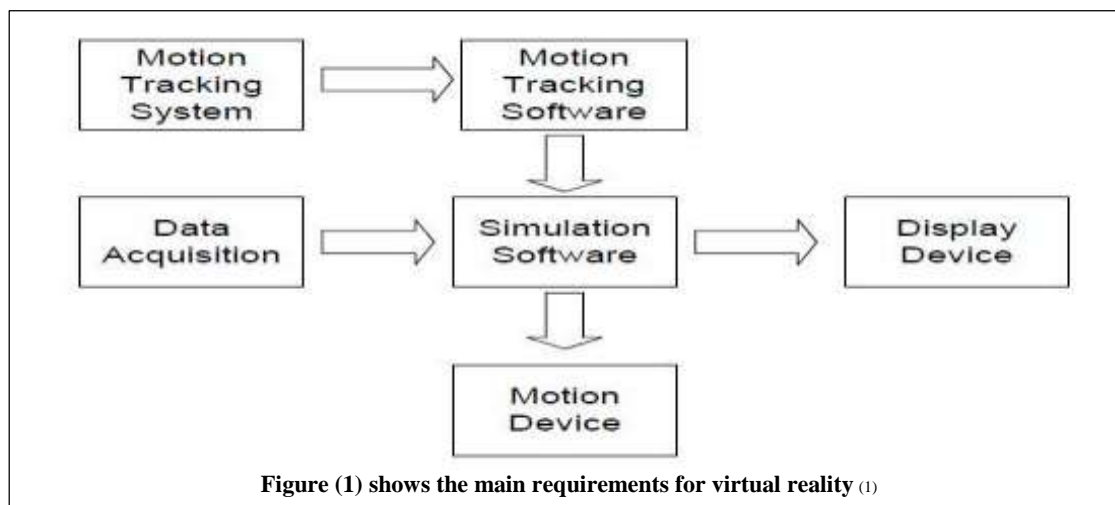 Motion
Tracking
System
Motion
Tracking
Software
Data
Acquisition
Simulation
Software
Display
Device
Motion
Device
Figure (1) shows the main requirements for virtual reality (1)